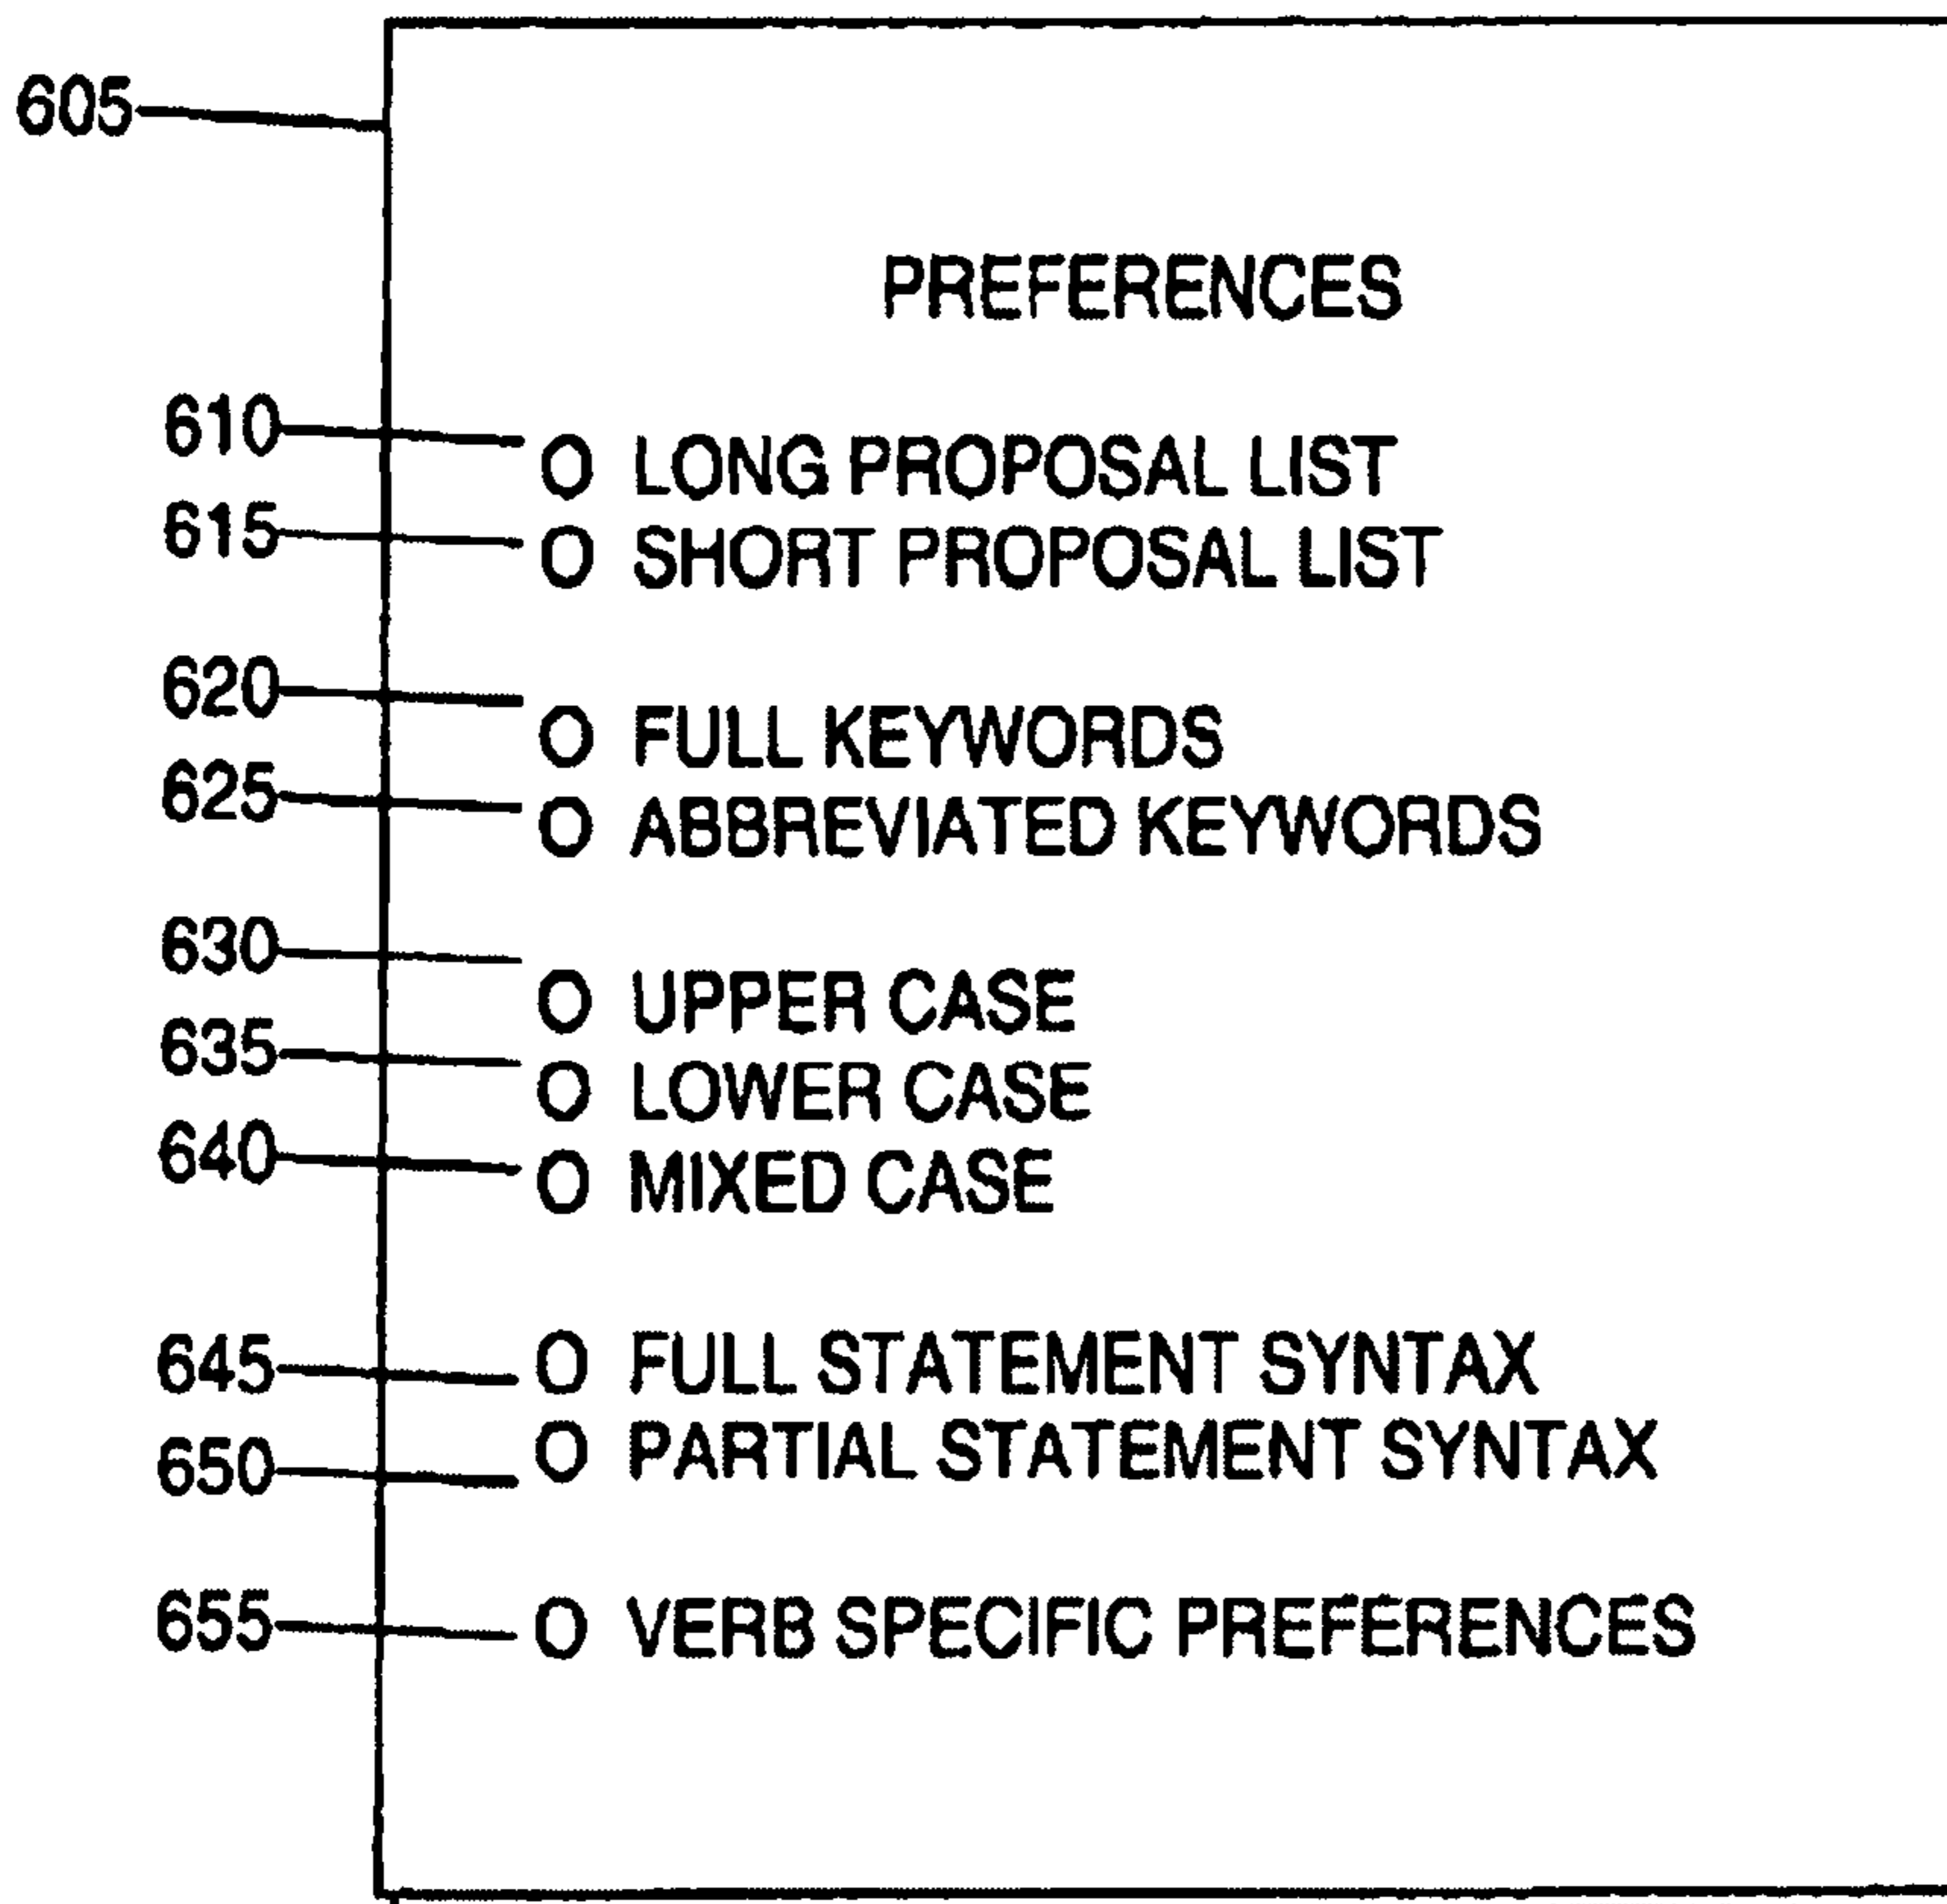 605
PREFERENCES
610 O LONG PROPOSAL LIST
615 O SHORT PROPOSAL LIST
620 O FULL KEYWORDS
625 O ABBREVIATED KEYWORDS
630 O UPPER CASE
635 O LOWER CASE
640 O MIXED CASE
645 O FULL STATEMENT SYNTAX
650 O PARTIAL STATEMENT SYNTAX
655 O VERB SPECIFIC PREFERENCES